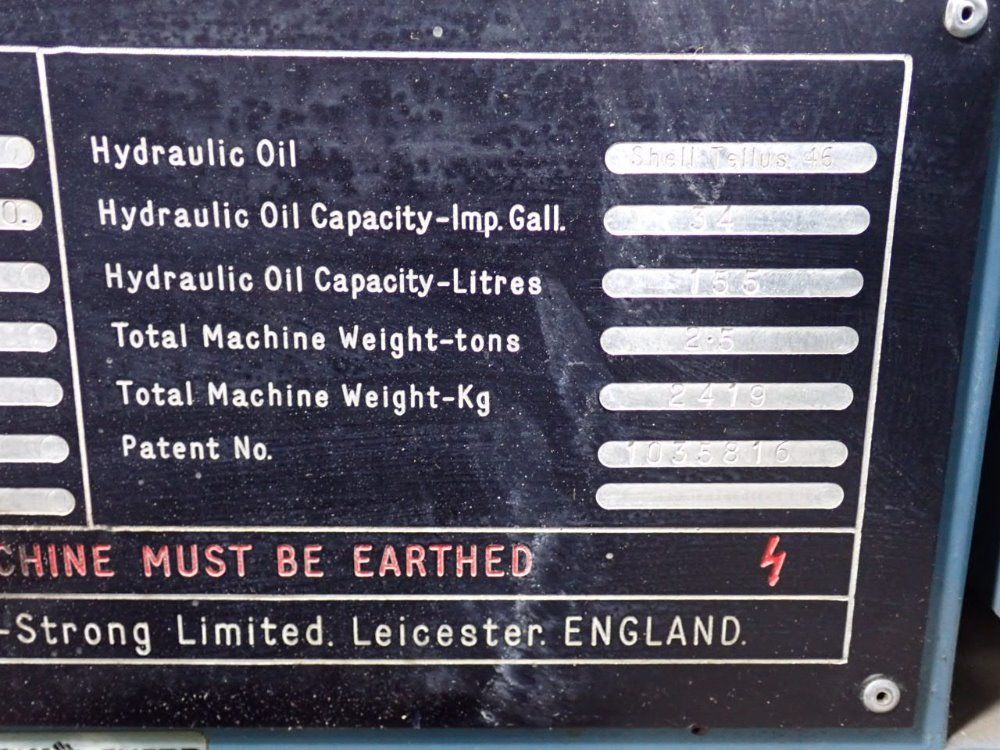 Hydraulic Oil Shell Tellus 46
0. Hydraulic Oil Capacity-Imp. Gall. 34
Hydraulic Oil Capacity-Litres 155
Total Machine Weight-tons 2.5
Total Machine Weight-Kg 2419
Patent No. 1035816
CHINE MUST BE EARTHED
-Strong Limited. Leicester. ENGLAND.